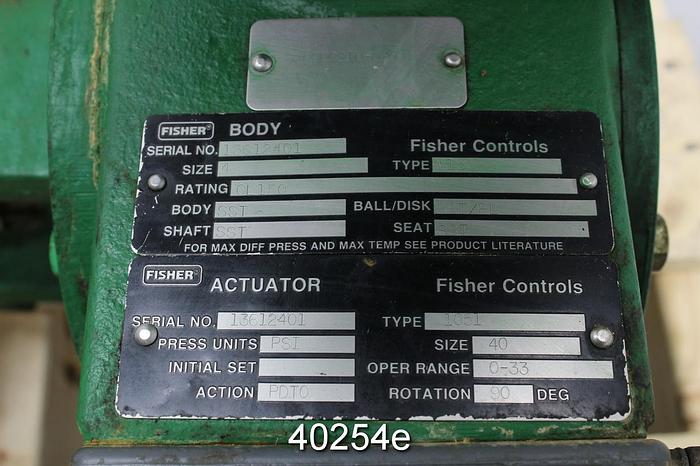 FISHER® BODY
SERIAL NO. 13612401 Fisher Controls
SIZE 4 TYPE
RATING CL150
BODY SST BALL/DISK
SHAFT SST SEAT
FOR MAX DIFF PRESS AND MAX TEMP SEE PRODUCT LITERATURE
FISHER® ACTUATOR Fisher Controls
SERIAL NO. 13612401 TYPE 1051
PRESS UNITS PSI SIZE 40
INITIAL SET OPER RANGE 0-33
ACTION PDTO ROTATION 90 DEG
40254e